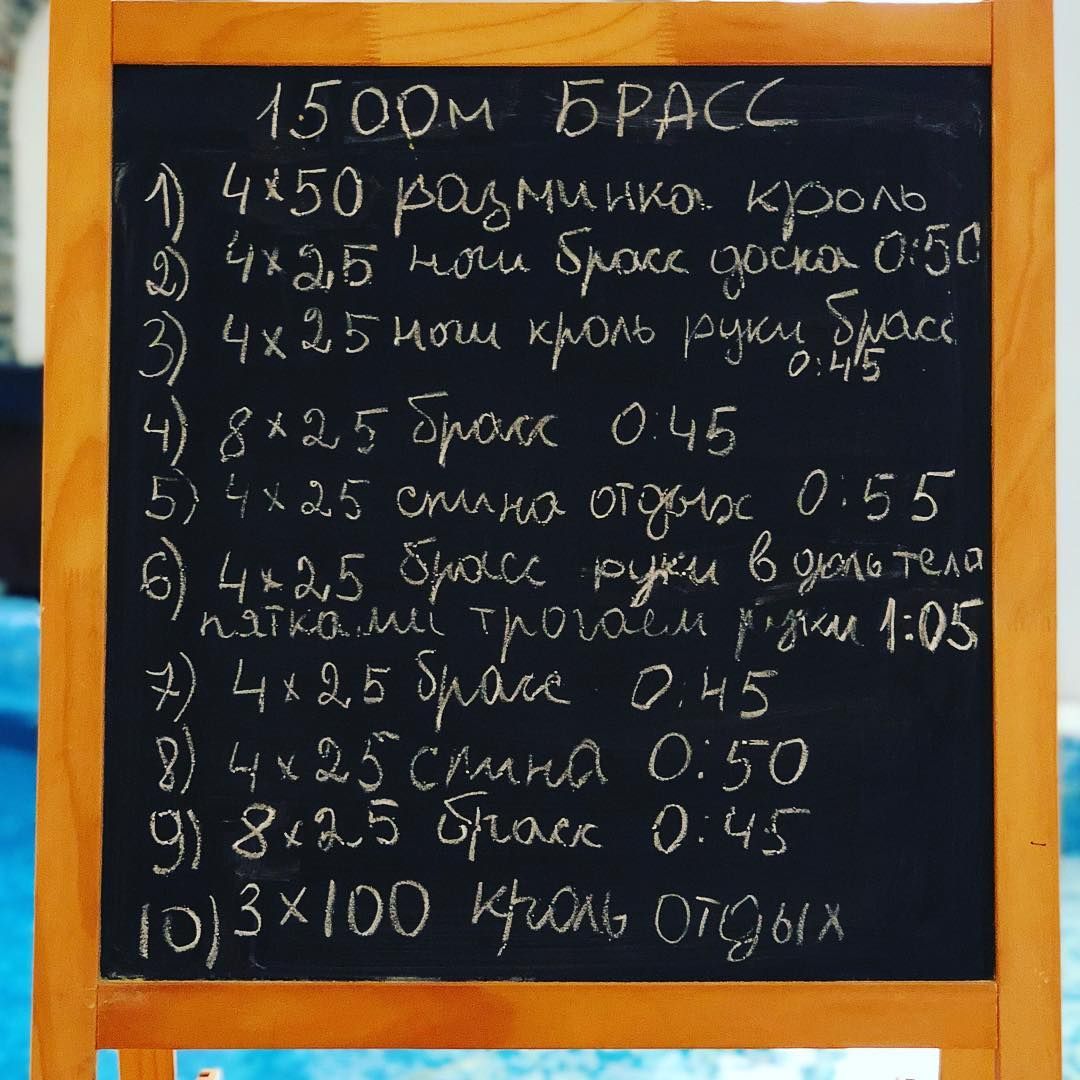 1500м БРАСС
1) 4×50 разминка кроль
2) 4×25 ноги брасс доска 0:50
3) 4×25 ноги кроль руки брасс
0:45
4) 8×25 брасс 0:45
5) 4×25 спина отдых 0:55
6) 4×25 брасс руки в доль тела
пятками трогаем руки 1:05
7) 4×25 брасс 0:45
8) 4×25 спина 0:50
9) 8×25 брасс 0:45
10) 3×100 кроль отдых